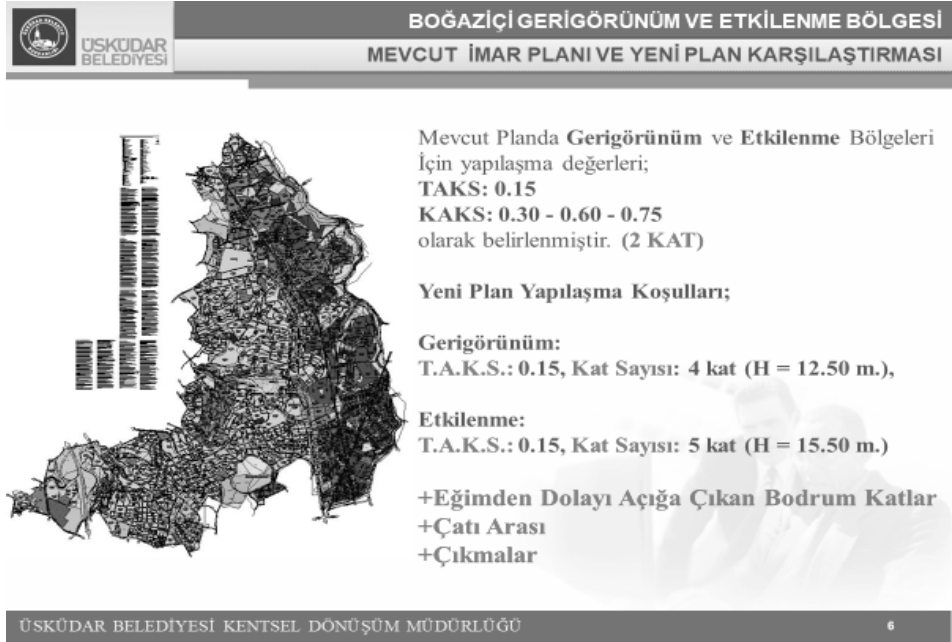 ÜSKÜDAR
BELEDİYESİ
BOĞAZİÇİ GERİGÖRÜNÜM VE ETKİLENME BÖLGESİ
MEVCUT İMAR PLANI VE YENİ PLAN KARŞILAŞTIRMASI
Mevcut Planda Gerigörünüm ve Etkilenme Bölgeleri
İçin yapılaşma değerleri;
TAKS: 0.15
KAKS: 0.30 - 0.60 - 0.75
olarak belirlenmiştir. (2 KAT)
Yeni Plan Yapılaşma Koşulları;
Gerigörünüm:
T.A.K.S.: 0.15, Kat Sayısı: 4 kat (H = 12.50 m.),
Etkilenme:
T.A.K.S.: 0.15, Kat Sayısı: 5 kat (H = 15.50 m.)
+Eğimden Dolayı Açığa Çıkan Bodrum Katlar
+Çatı Arası
+Çıkmalar
ÜSKÜDAR BELEDİYESİ KENTSEL DÖNÜŞÜM MÜDÜRLÜĞÜ
6